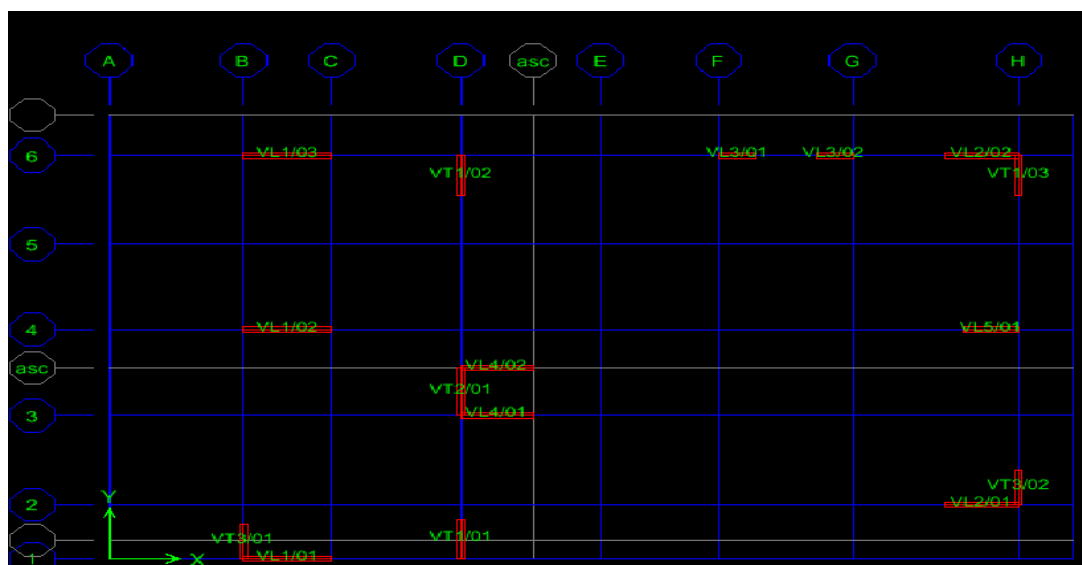 A B C D asc E F G H
6 VL1/03 VL3/01 VL3/02 VL2/02
VT1/02 VT1/03
5
4 VL1/02 VL5/01
asc VL4/02
VT2/01
3 VL4/01
VT3/02
Y
2 VL2/01
VT3/01 VT1/01
1 VL1/01 X